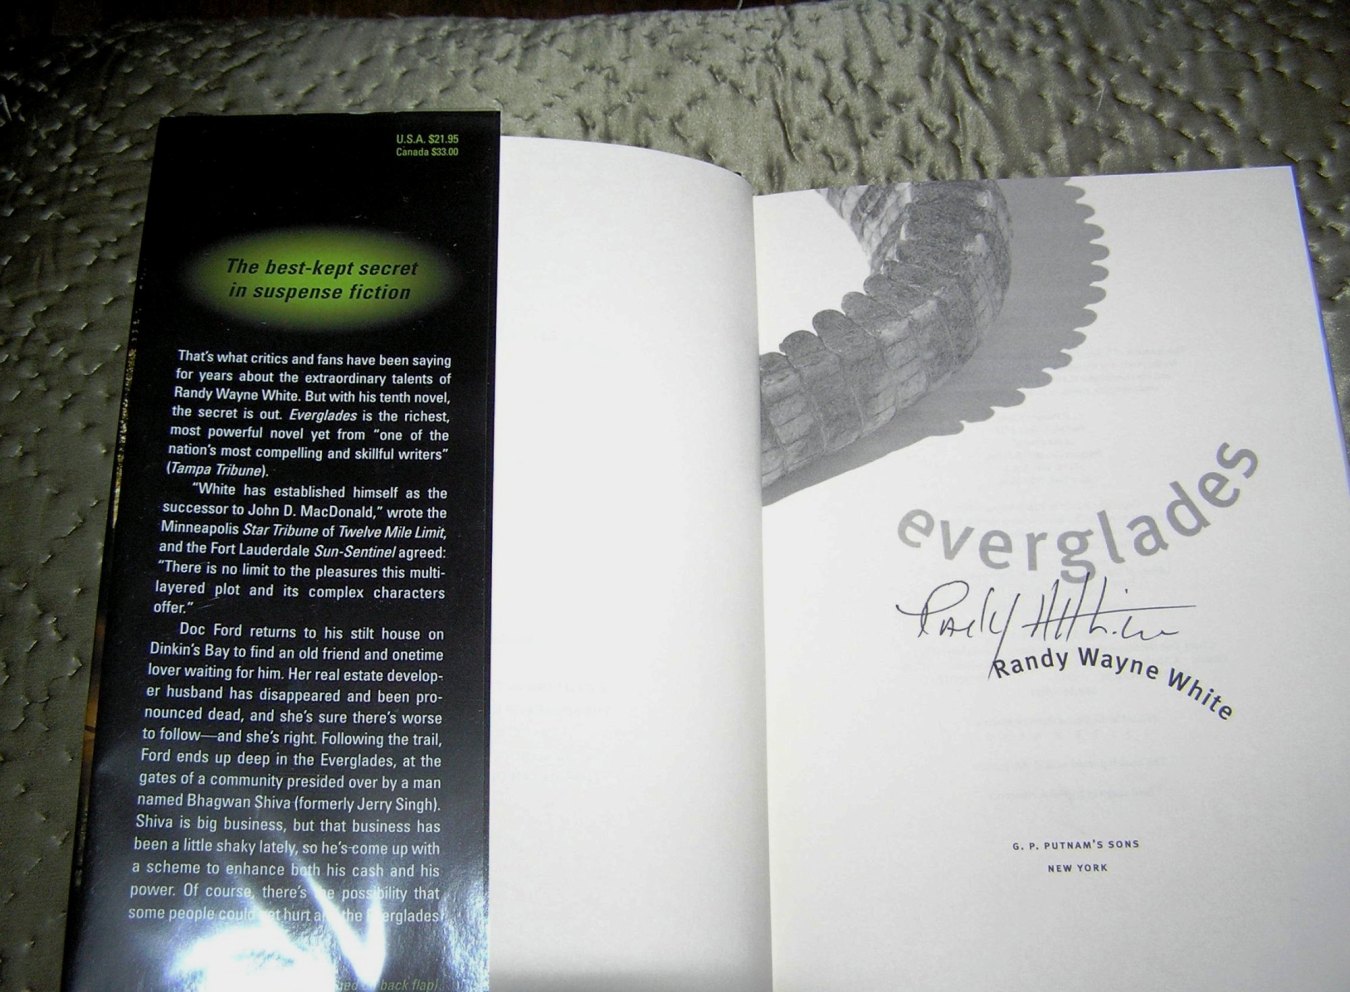 U.S.A. $21.95
Canada $33.00
The best-kept secret
in suspense fiction
That's what critics and fans have been saying
for years about the extraordinary talents of
Randy Wayne White. But with his tenth novel,
the secret is out. Everglades is the richest,
most powerful novel yet from "one of the
nation's most compelling and skillful writers"
(Tampa Tribune).
"White has established himself as the
successor to John D. MacDonald," wrote the
Minneapolis Star Tribune of Twelve Mile Limit,
and the Fort Lauderdale Sun-Sentinel agreed:
"There is no limit to the pleasures this multi-
layered plot and its complex characters
offer."
Doc Ford returns to his stilt house on
Dinkin's Bay to find an old friend and onetime
lover waiting for him. Her real estate develop-
er husband has disappeared and been pro-
nounced dead, and she's sure there's worse
to follow—and she's right. Following the trail,
Ford ends up deep in the Everglades, at the
gates of a community presided over by a man
named Bhagwan Shiva (formerly Jerry Singh).
Shiva is big business, but that business has
been a little shaky lately, so he's come up with
a scheme to enhance both his cash and his
power. Of course, there's the possibility that
some people could get hurt and the Everglades
back flap)
everglades
Randy Wayne White
G. P. PUTNAM'S SONS
NEW YORK